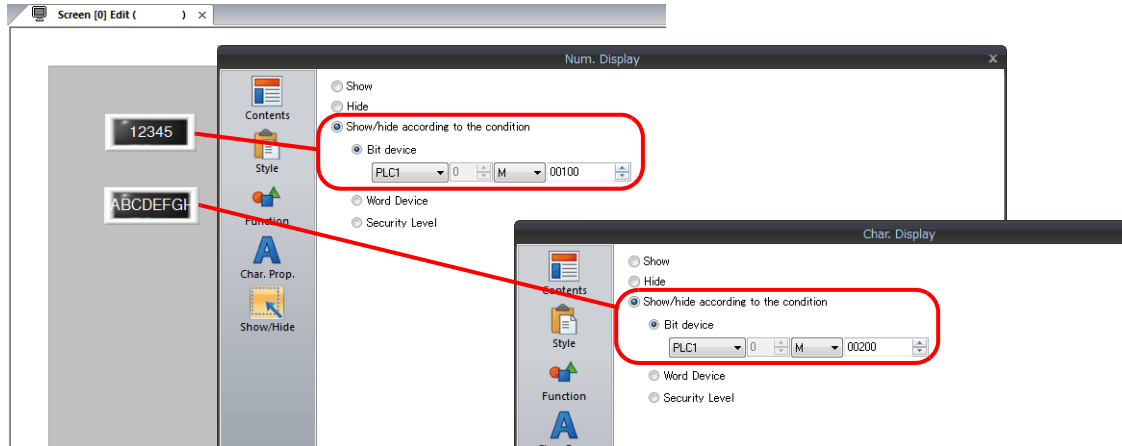 Screen [0] Edit ( ) ×
Num. Display x
Contents
Style
Function
Char. Prop.
Show/Hide
Show
Hide
Show/hide according to the condition
Bit device
PLC1 0 M 00100
Word Device
Security Level
12345
ABCDEFGH
Char. Display
Contents
Style
Function
Show
Hide
Show/hide according to the condition
Bit device
PLC1 0 M 00200
Word Device
Security Level